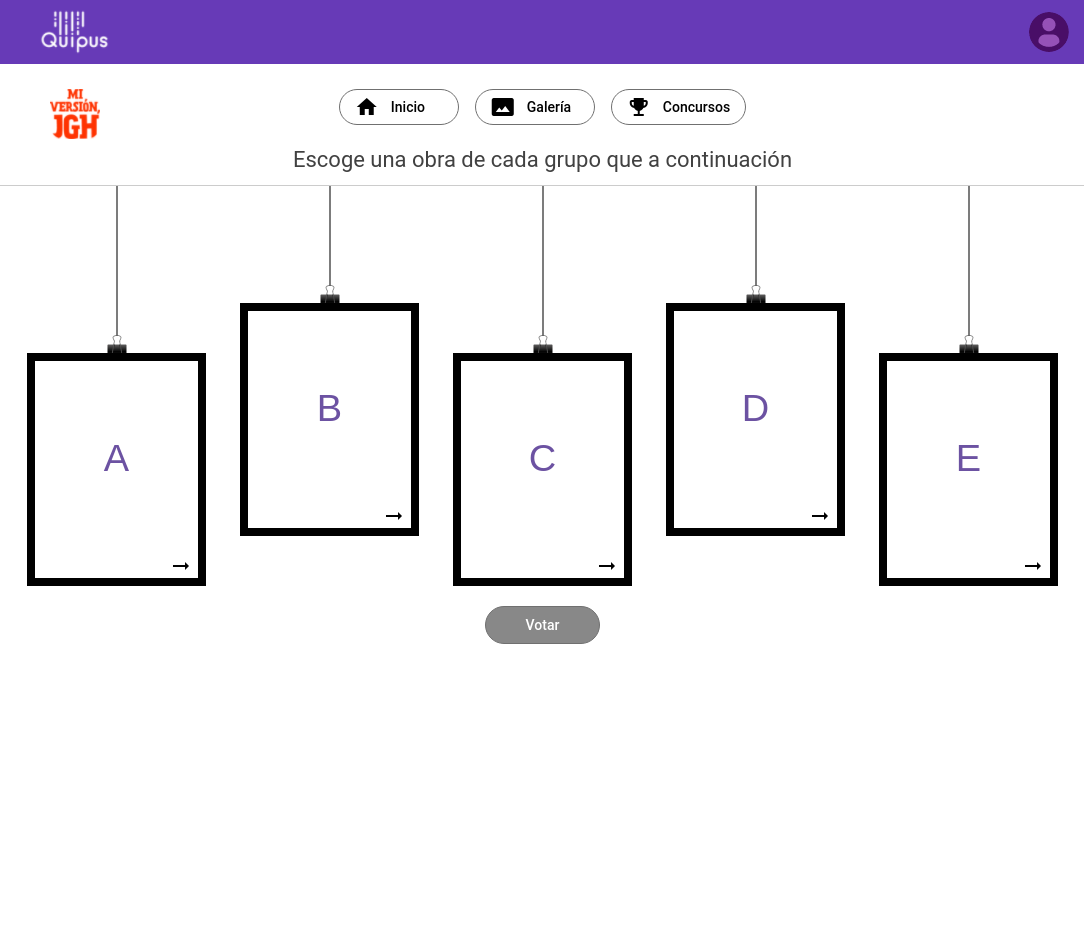 Quipus
MI
VERSIÓN,
JGH
Inicio
Galería
Concursos
Escoge una obra de cada grupo que a continuación
A
B
C
D
E
Votar